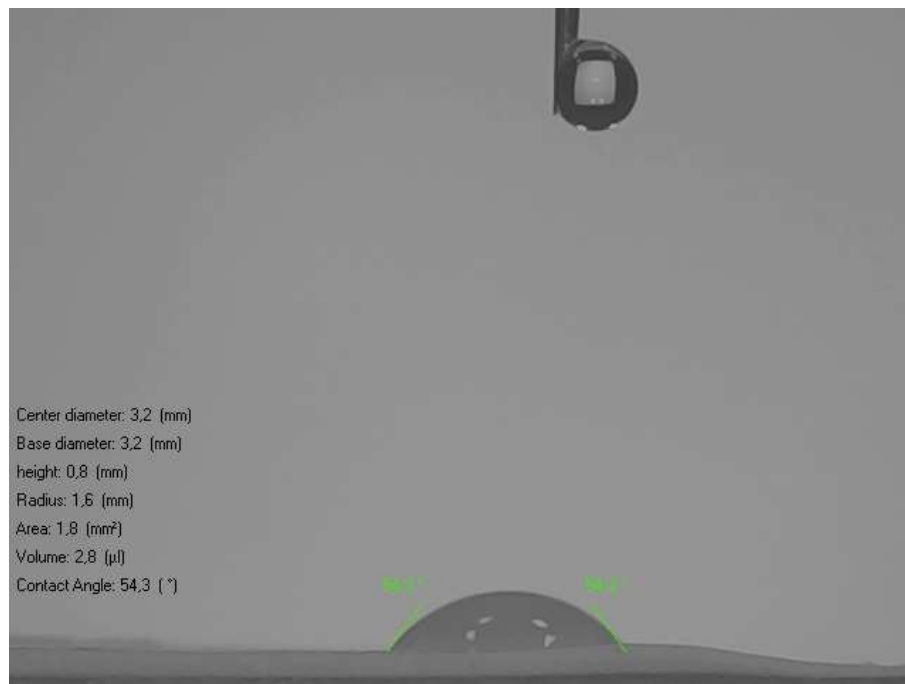 Center diameter: 3,2 (mm)
Base diameter: 3,2 (mm)
height: 0,8 (mm)
Radius: 1,6 (mm)
Area: 1,8 (mm²)
Volume: 2,8 (µl)
Contact Angle: 54,3 ( °)